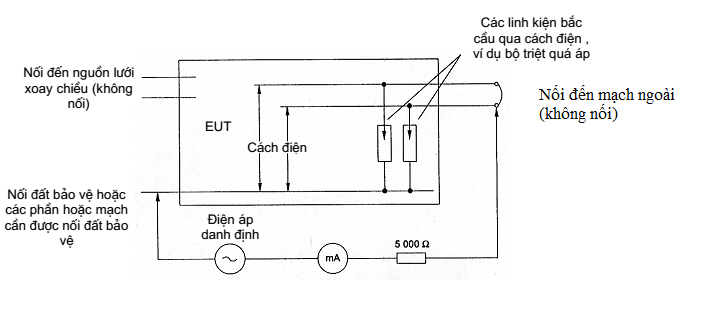 Các linh kiện bắc
cầu qua cách điện ,
ví dụ bộ triệt quá áp
Nối đến nguồn lưới
xoay chiều (không
nối)
EUT
Cách điện
Nối đến mạch ngoài
(không nối)
Nối đất bảo vệ hoặc
các phần hoặc mạch
cần được nối đất bảo
vệ
Điện áp
danh định
mA
5 000 Ω